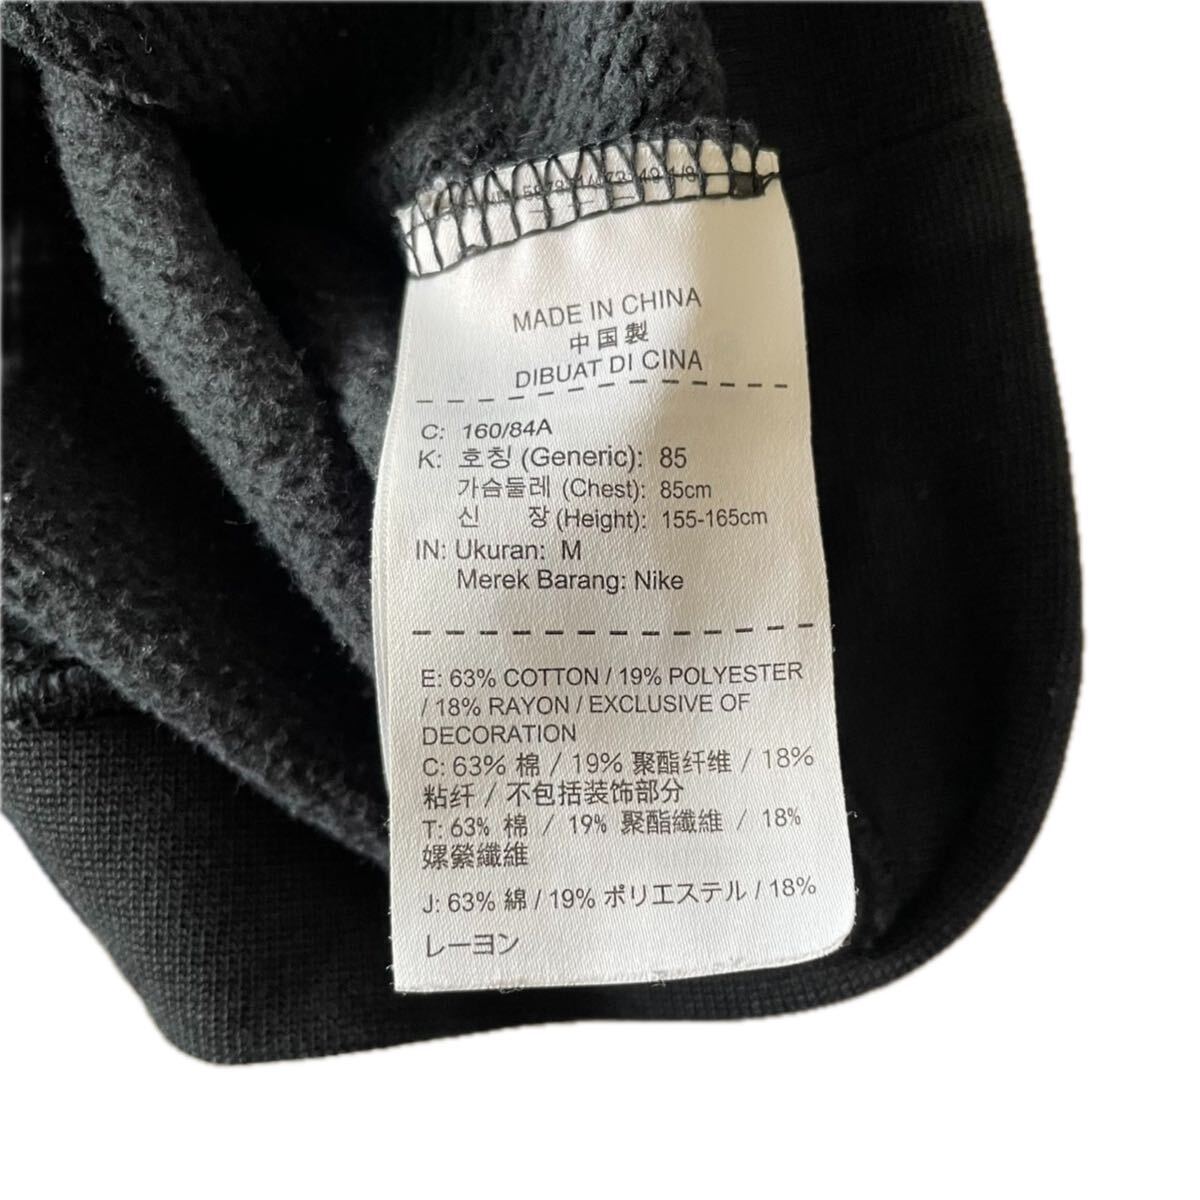 MADE IN CHINA
中国製
DIBUAT DI CINA
C: 160/84A
K: 호칭 (Generic): 85
가슴둘레 (Chest): 85cm
신 장 (Height): 155-165cm
IN: Ukuran: M
Merek Barang: Nike
E: 63% COTTON / 19% POLYESTER
/ 18% RAYON / EXCLUSIVE OF
DECORATION
C: 63% 棉 / 19% 聚酯纤维 / 18%
粘纤 / 不包括装饰部分
T: 63% 棉 / 19% 聚酯纖維 / 18%
嫘縈纖維
J: 63% 綿 / 19% ポリエステル / 18%
レーヨン